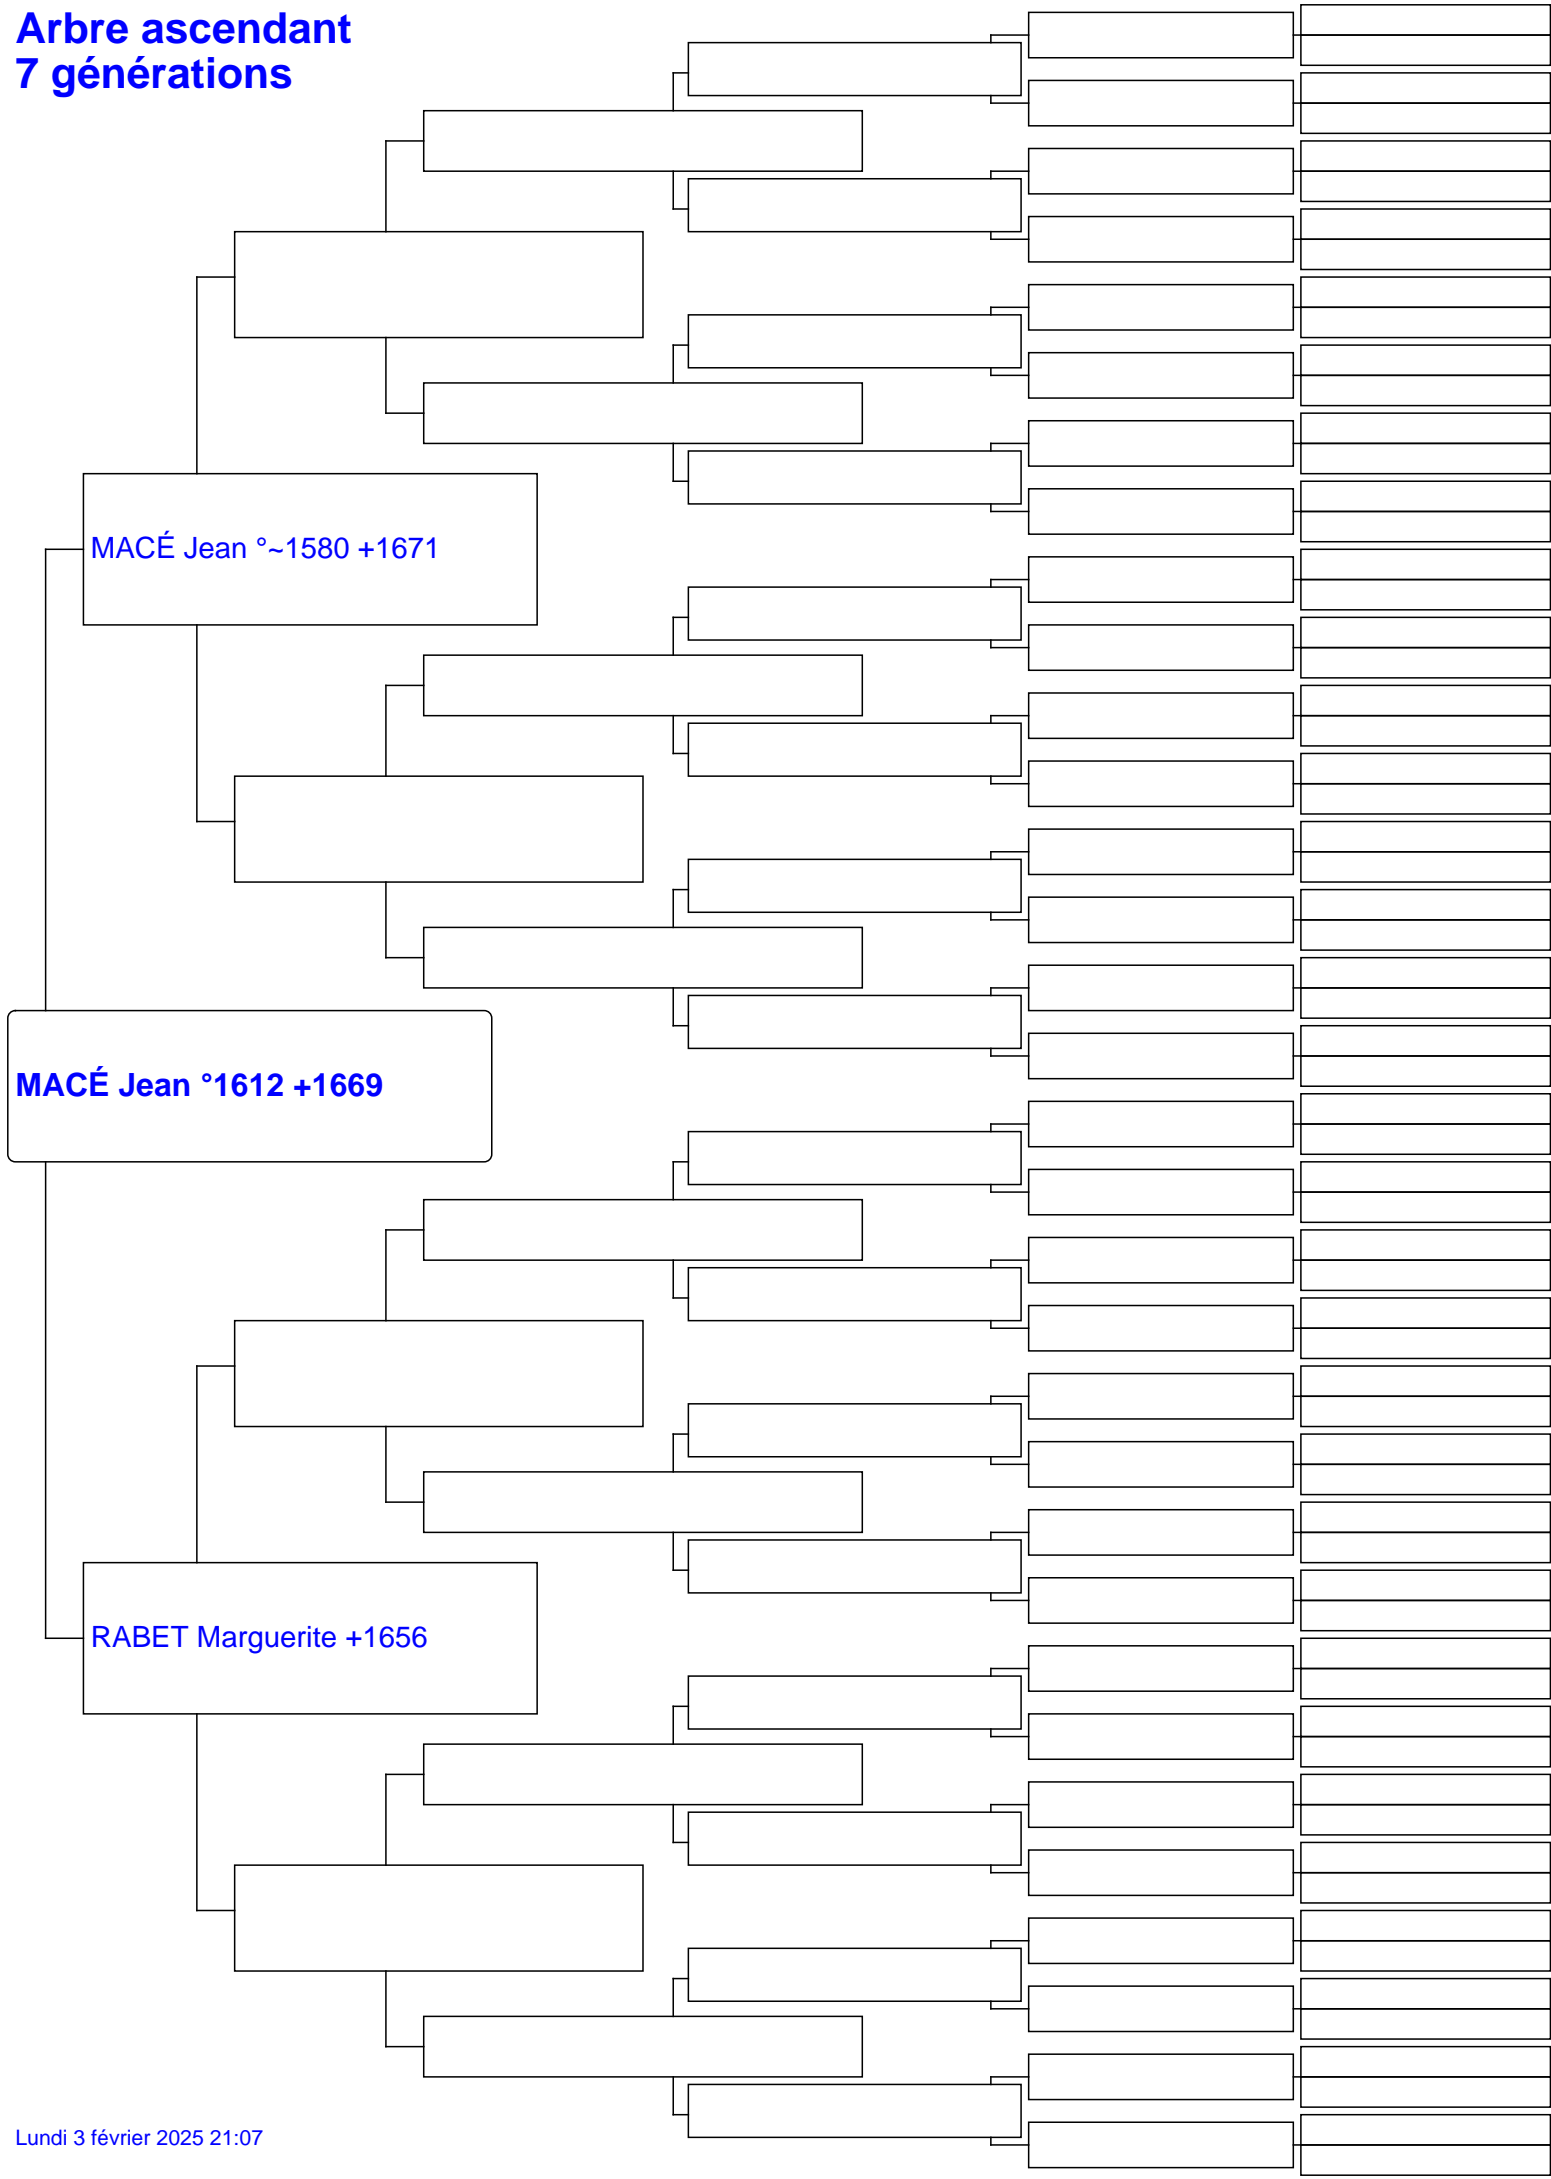 Arbre ascendant
7 générations
MACÉ Jean °~1580 +1671
MACÉ Jean °1612 +1669
RABET Marguerite +1656
Lundi 3 février 2025 21:07